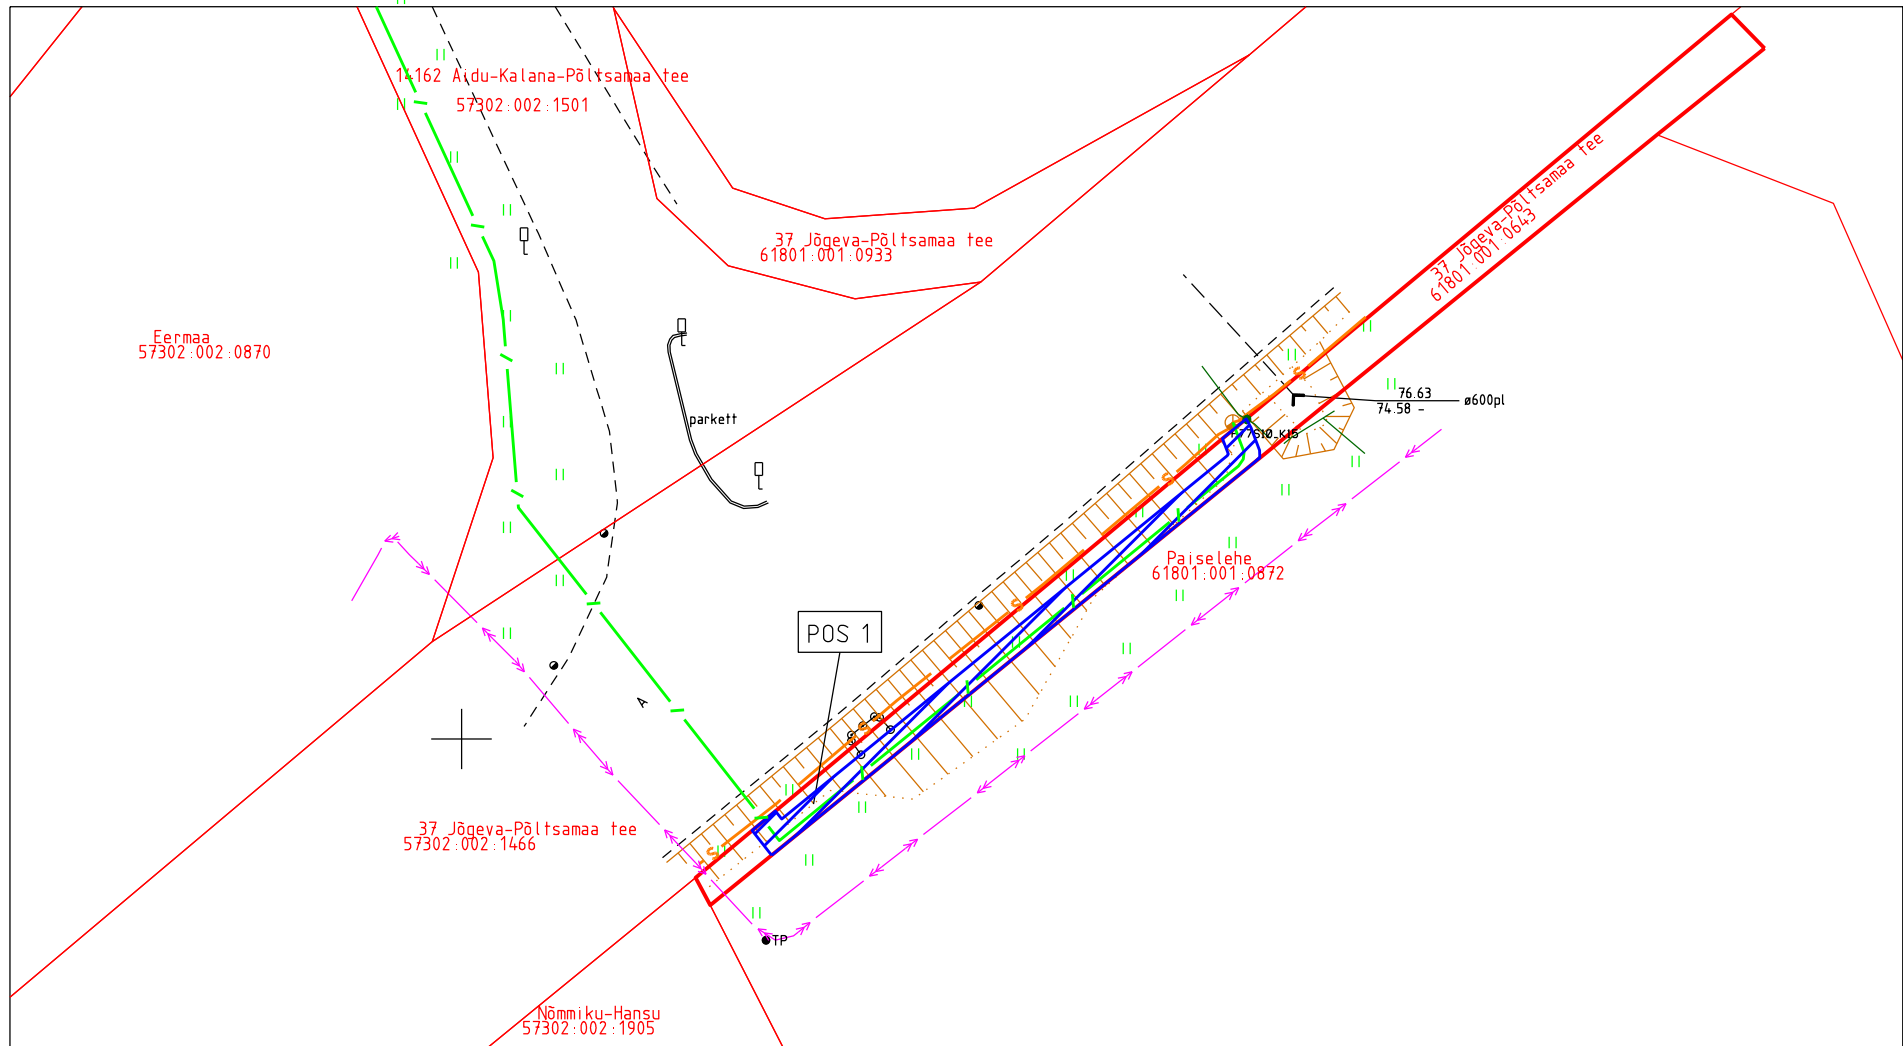 14162 Aidu-Kalana-Põltsamaa tee
57302:002:1501
37 Jõgeva-Põltsamaa tee
61801:001:0933
37 Jõgeva-Põltsamaa tee
61801:001:0643
Eermaa
57302:002:0870
parkett
76.63
74.58 -
ø600pl
S
S
S
S
S
Paiselehe
61801:001:0872
POS 1
A
37 Jõgeva-Põltsamaa tee
57302:002:1466
TP
Nõmmiku-Hansu
57302:002:1905